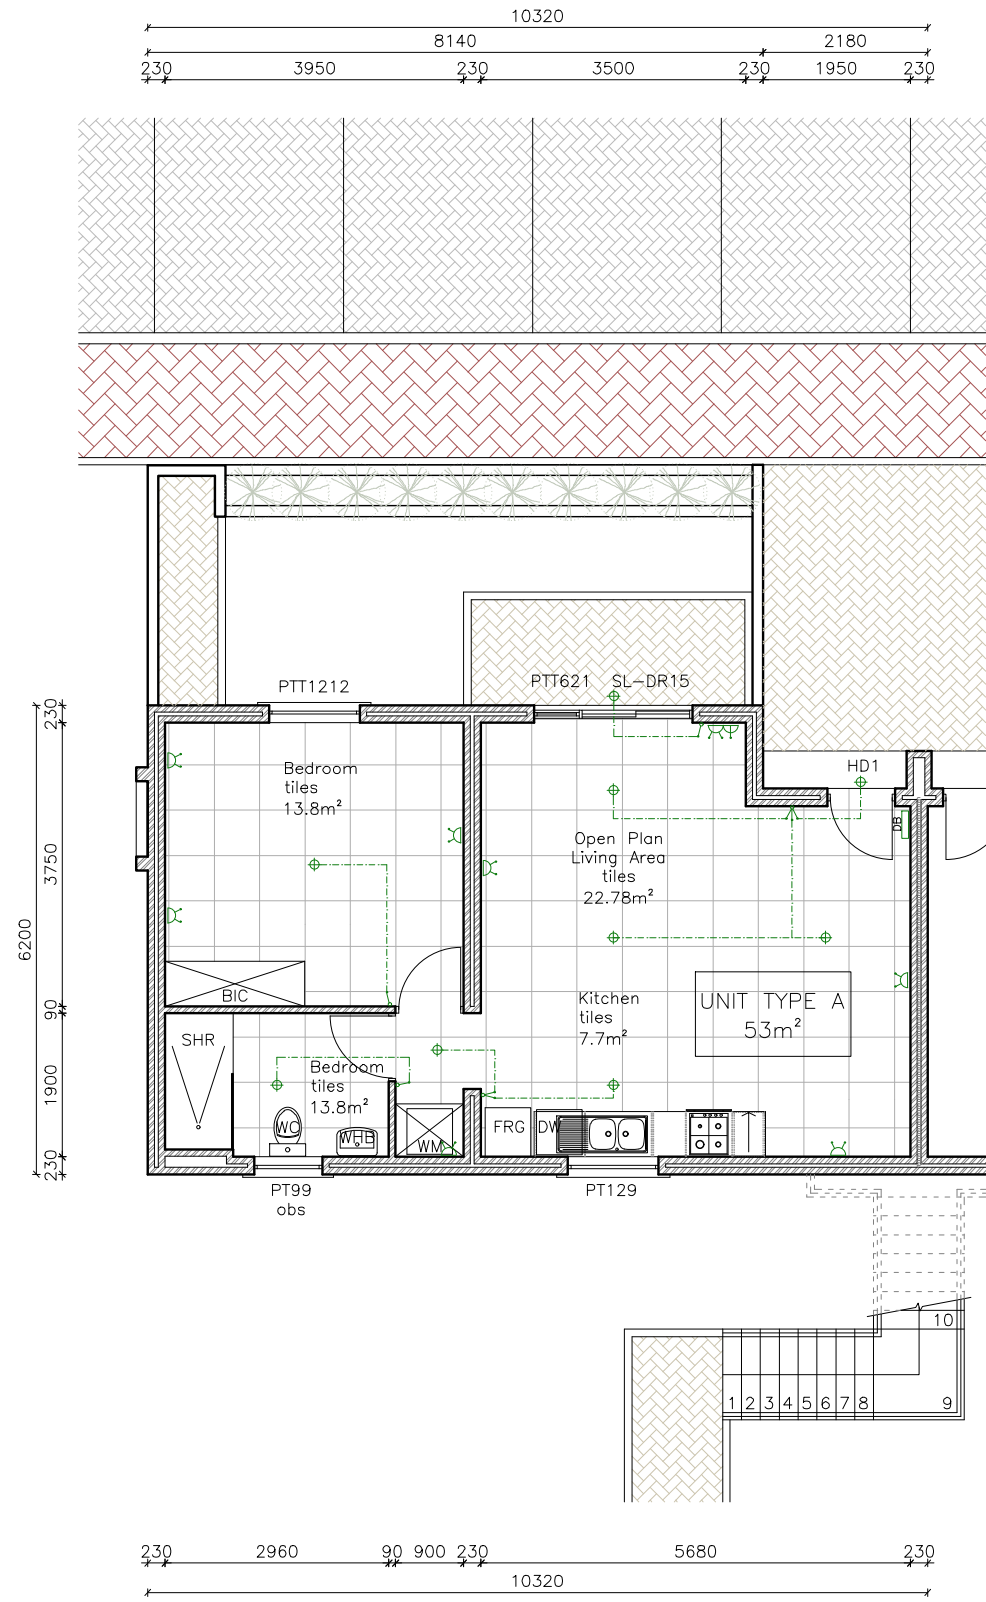 10320
8140 2180
230 3950 230 3500 230 1950 230
PTT1212
PTT621 SL-DR15
230
HD1
Bedroom
tiles
13.8m²
DB
Open Plan
Living Area
tiles
22.78m²
3750
6200
BIC
90
Kitchen
tiles
7.7m²
UNIT TYPE A
53m²
SHR
Bedroom
tiles
13.8m²
1900
WC
WHB
WM
FRG
DW
230
PT99
obs
PT129
10
1 2 3 4 5 6 7 8 9
230 2960 90 900 230 5680 230
10320